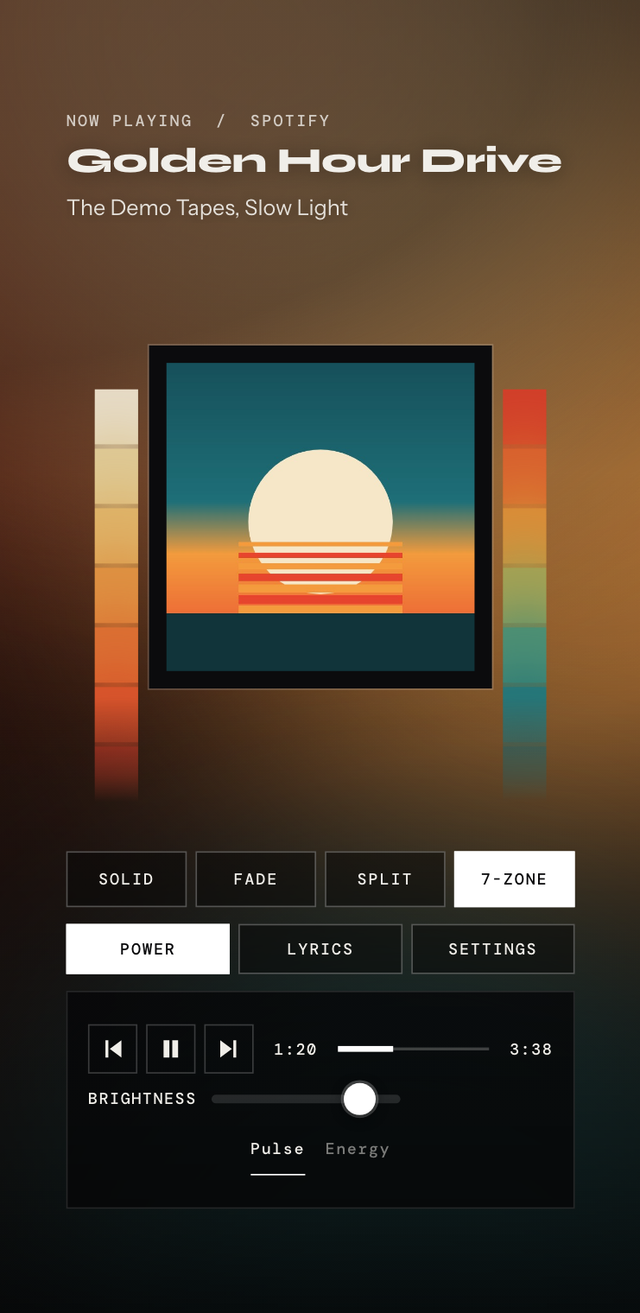 NOW PLAYING / SPOTIFY
Golden Hour Drive
The Demo Tapes, Slow Light
SOLID FADE SPLIT 7-ZONE
POWER LYRICS SETTINGS
1:20 3:38
BRIGHTNESS
Pulse Energy